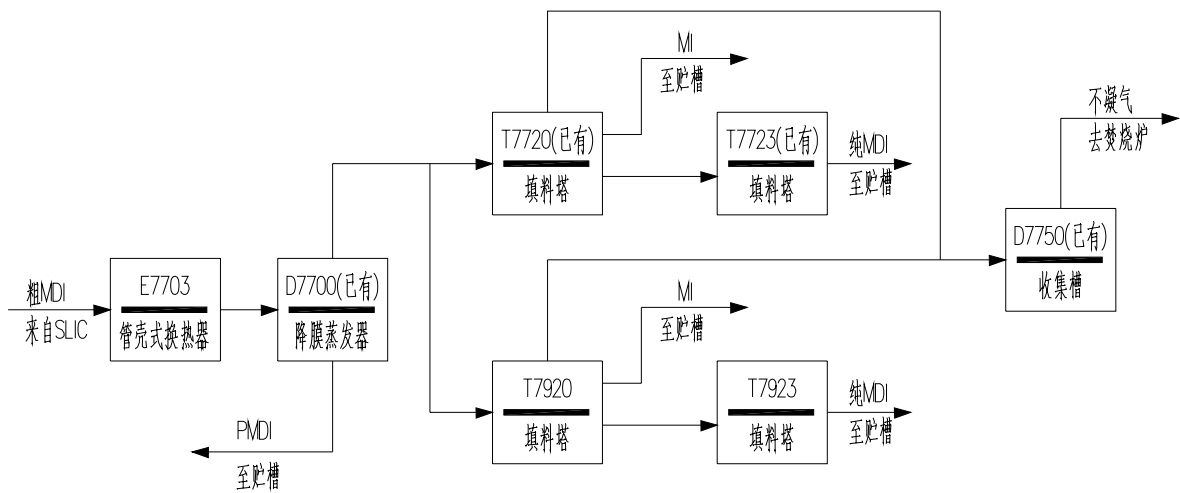 MI
至贮槽
T7720(已有)
填料塔
T7723(已有)
填料塔
纯MDI
至贮槽
不凝气
去焚烧炉
D7750(已有)
收集槽
粗MDI
来自SLIC
E7703
管壳式换热器
D7700(已有)
降膜蒸发器
MI
至贮槽
T7920
填料塔
T7923
填料塔
纯MDI
至贮槽
PMDI
至贮槽